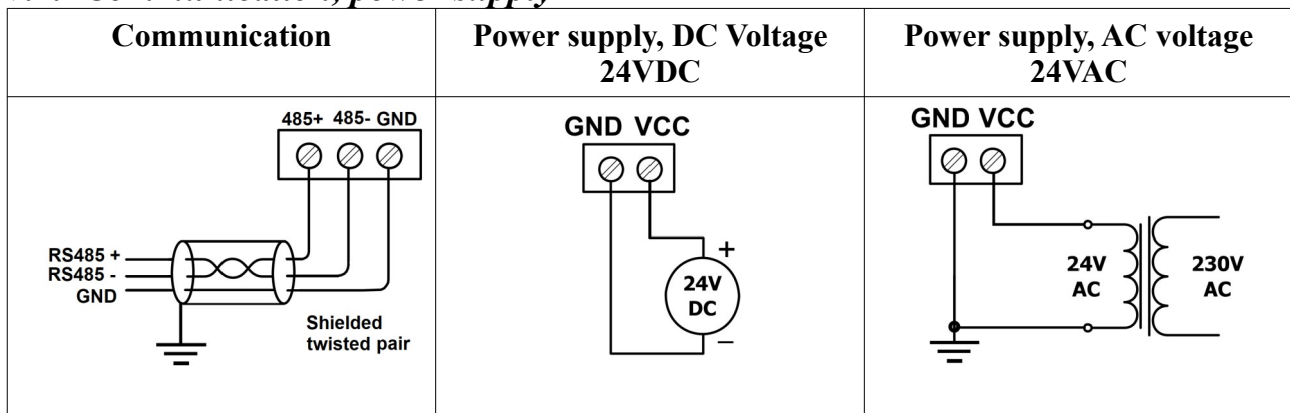 Communication
Power supply, DC Voltage
24VDC
Power supply, AC voltage
24VAC
485+ 485- GND
RS485 +
RS485 -
GND
Shielded
twisted pair
GND VCC
+
24V
DC
−
GND VCC
24V
AC
230V
AC